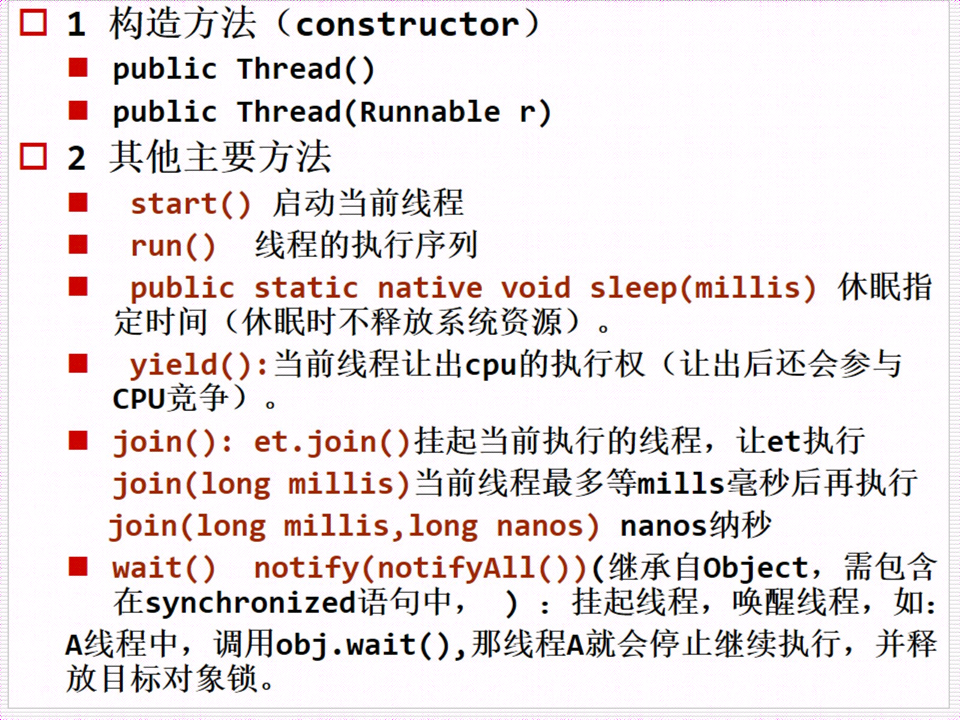 1 构造方法（constructor）
public Thread()
public Thread(Runnable r)
2 其他主要方法
start() 启动当前线程
run() 线程的执行序列
public static native void sleep(millis) 休眠指
定时间（休眠时不释放系统资源）。
yield():当前线程让出cpu的执行权（让出后还会参与
CPU竞争）。
join(): et.join()挂起当前执行的线程，让et执行
join(long millis)当前线程最多等mills毫秒后再执行
join(long millis,long nanos) nanos纳秒
wait() notify(notifyAll())(继承自Object，需包含
在synchronized语句中， ) ：挂起线程，唤醒线程，如：
A线程中，调用obj.wait(),那线程A就会停止继续执行，并释
放目标对象锁。